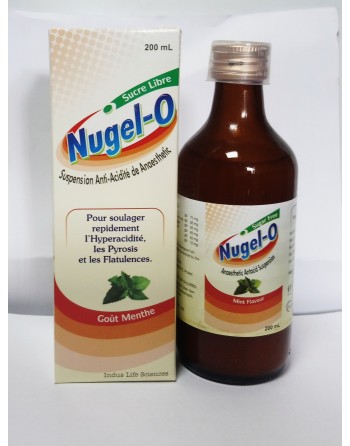 200 mL
Sucre Libre
Nugel-O
Suspension Anti-Acidité de Anaesthetic
Pour soulager
repidement
l'Hyperacidité,
les Pyrosis
et les Flatulences.
Goût Menthe
Indus Life Sciences
Sugar Free
Nugel-O
Anaesthetic Antacid Suspension
Mint Flavour
200 mL